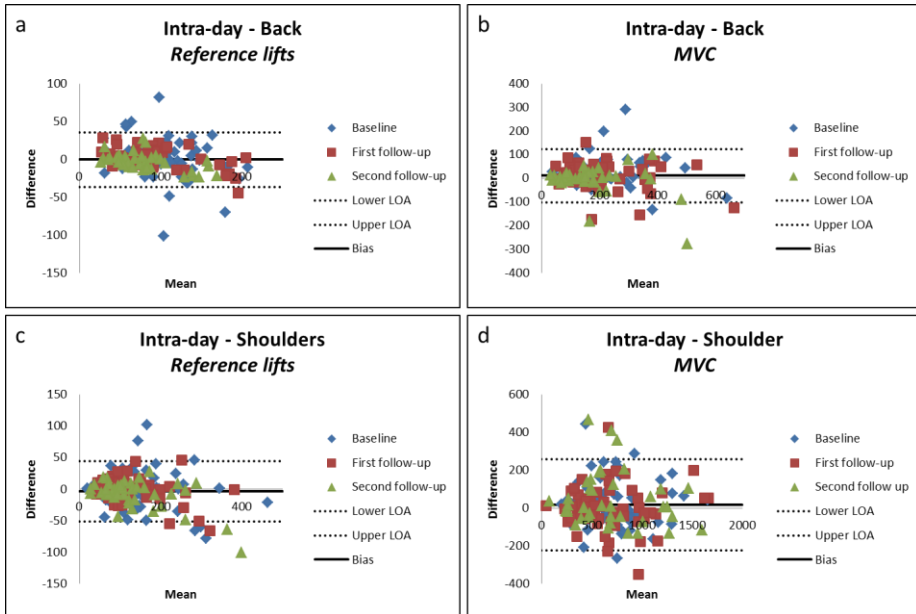 a
Intra-day - Back
Reference lifts
100
50
0
-50
-100
-150
0
100
200
Difference
Mean
Baseline
First follow-up
Second follow-up
Lower LOA
Upper LOA
Bias
b
Intra-day - Back
MVC
400
300
200
100
0
-100
-200
-300
-400
0
200
400
600
Difference
Mean
Baseline
First follow-up
Second follow-up
Lower LOA
Upper LOA
Bias
c
Intra-day - Shoulders
Reference lifts
150
100
50
0
-50
-100
-150
0
200
400
Difference
Mean
Baseline
First follow-up
Second follow-up
Lower LOA
Upper LOA
Bias
d
Intra-day - Shoulder
MVC
600
400
200
0
-200
-400
0
500
1000
1500
2000
Difference
Mean
Baseline
First follow-up
Second follow up
Lower LOA
Upper LOA
Bias